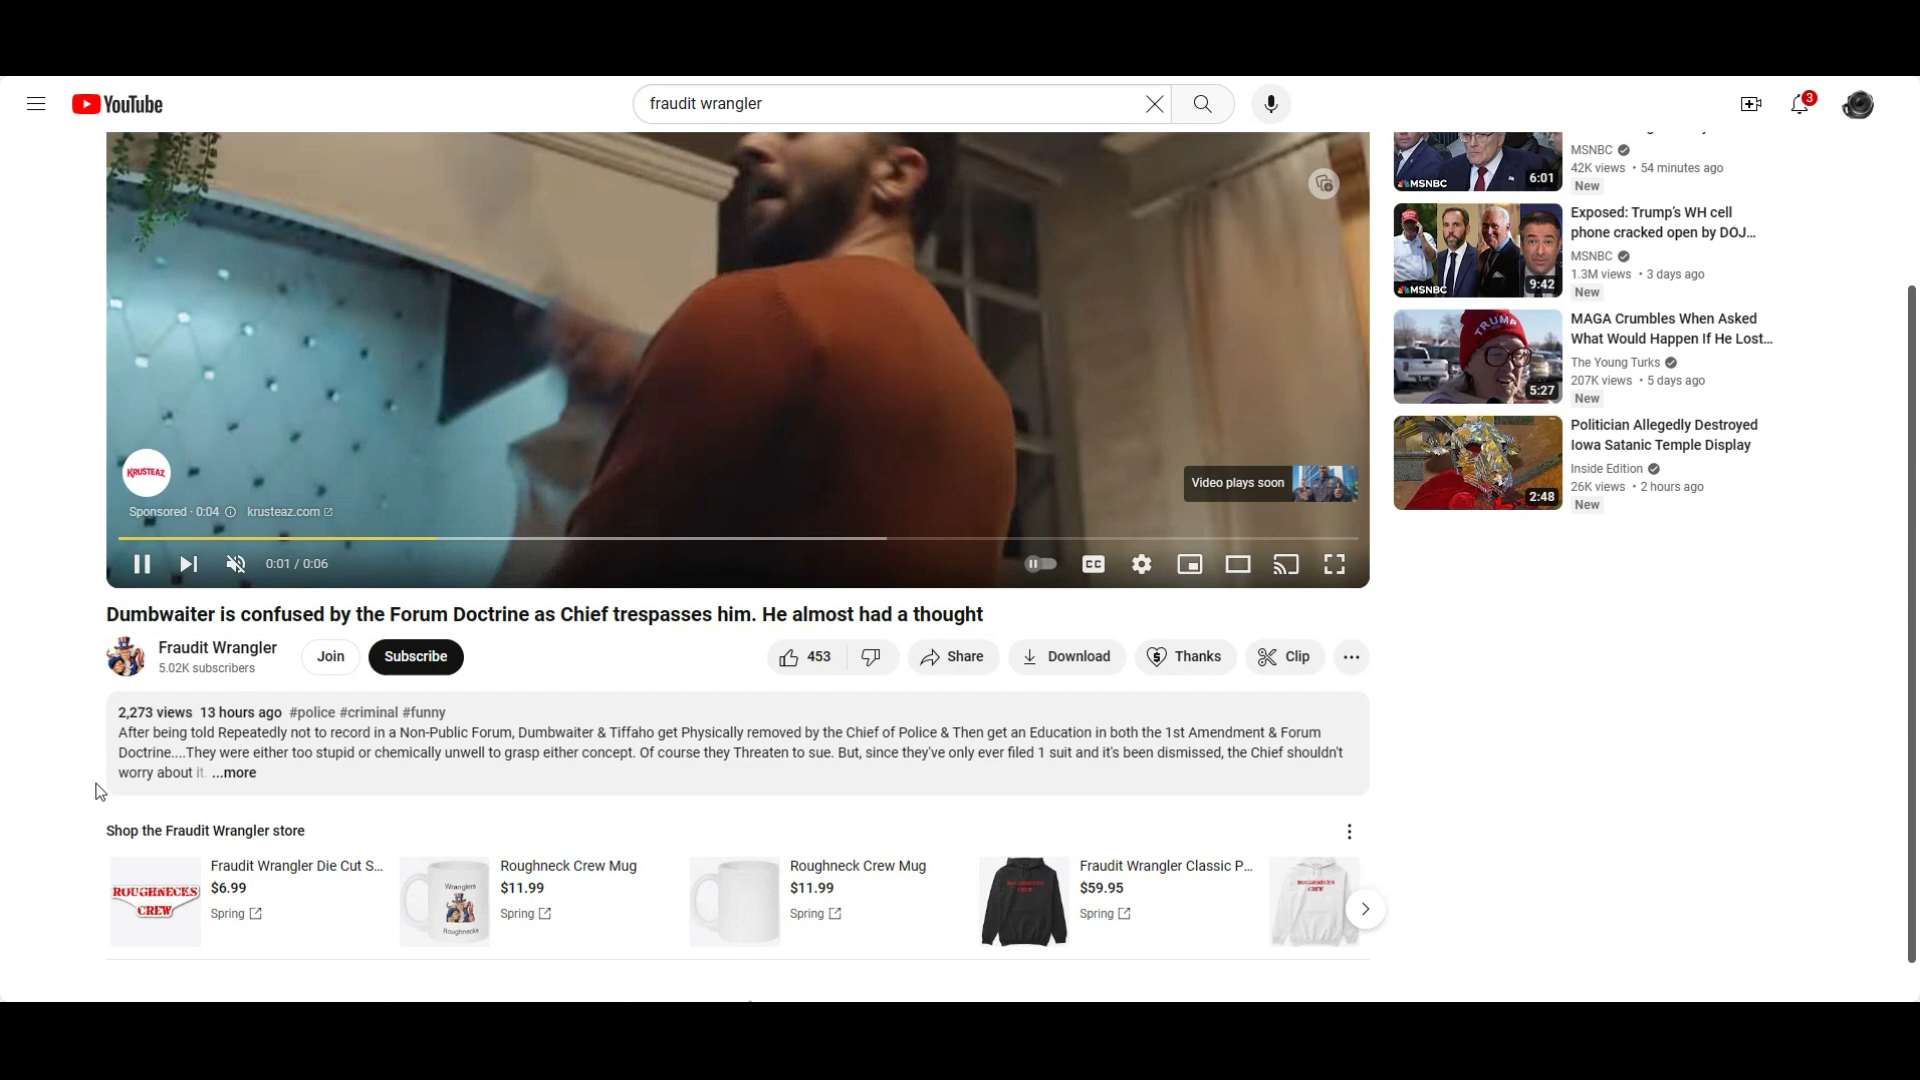 YouTube
fraudit wrangler
3
MSNBC
42K views • 54 minutes ago
New
MSNBC
6:01
Exposed: Trump's WH cell
phone cracked open by DOJ...
MSNBC
1.3M views • 3 days ago
New
MSNBC
9:42
MAGA Crumbles When Asked
What Would Happen If He Lost...
The Young Turks
207K views • 5 days ago
New
TRUMP
5:27
Politician Allegedly Destroyed
Iowa Satanic Temple Display
Inside Edition
26K views • 2 hours ago
New
2:48
KRUSTEAZ
Sponsored · 0:04 krusteaz.com
Video plays soon
0:01 / 0:06
CC
Dumbwaiter is confused by the Forum Doctrine as Chief trespasses him. He almost had a thought
Fraudit Wrangler
5.02K subscribers
Join
Subscribe
453
Share
Download
Thanks
Clip
2,273 views 13 hours ago #police #criminal #funny
After being told Repeatedly not to record in a Non-Public Forum, Dumbwaiter & Tiffaho get Physically removed by the Chief of Police & Then get an Education in both the 1st Amendment & Forum
Doctrine....They were either too stupid or chemically unwell to grasp either concept. Of course they Threaten to sue. But, since they've only ever filed 1 suit and it's been dismissed, the Chief shouldn't
worry about it. ...more
Shop the Fraudit Wrangler store
ROUGHNECKS
CREW
Fraudit Wrangler Die Cut S...
$6.99
Spring
Wranglers
Roughnecks
Roughneck Crew Mug
$11.99
Spring
Roughneck Crew Mug
$11.99
Spring
ROUGHNECKS
CREW
Fraudit Wrangler Classic P...
$59.95
Spring
ROUGHNECKS
CREW